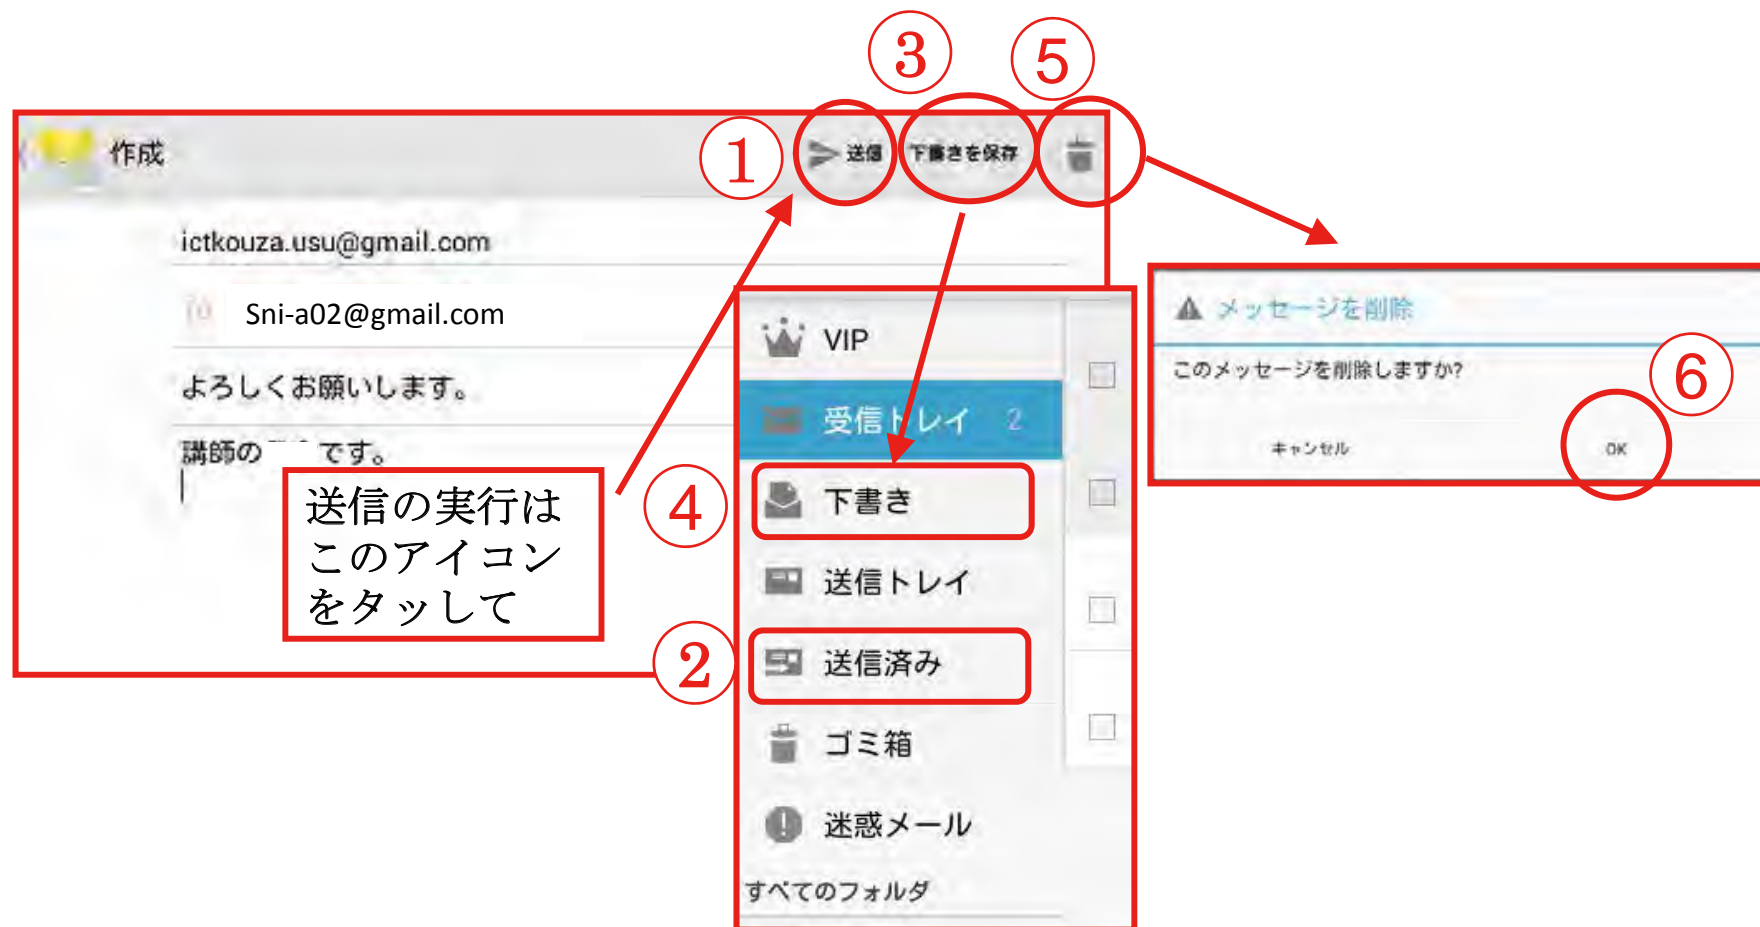 ③
⑤
①
作成
送信
下書きを保存
ictkouza.usu@gmail.com
Sni-a02@gmail.com
よろしくお願いします。
講師の
です。
送信の実行は
このアイコン
をタッして
④
②
VIP
受信トレイ 2
下書き
送信トレイ
送信済み
ゴミ箱
迷惑メール
すべてのフォルダ
メッセージを削除
このメッセージを削除しますか?
⑥
キャンセル
OK